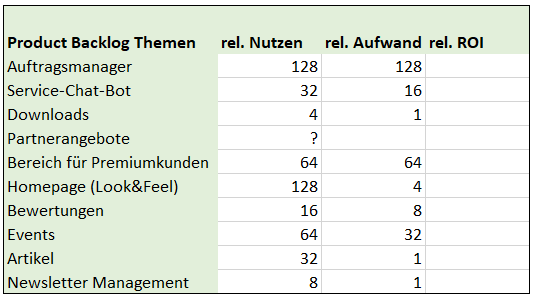 Product Backlog Themen rel. Nutzen rel. Aufwand rel. ROI
Auftragsmanager 128 128
Service-Chat-Bot 32 16
Downloads 4 1
Partnerangebote ?
Bereich für Premiumkunden 64 64
Homepage (Look&Feel) 128 4
Bewertungen 16 8
Events 64 32
Artikel 32 1
Newsletter Management 8 1